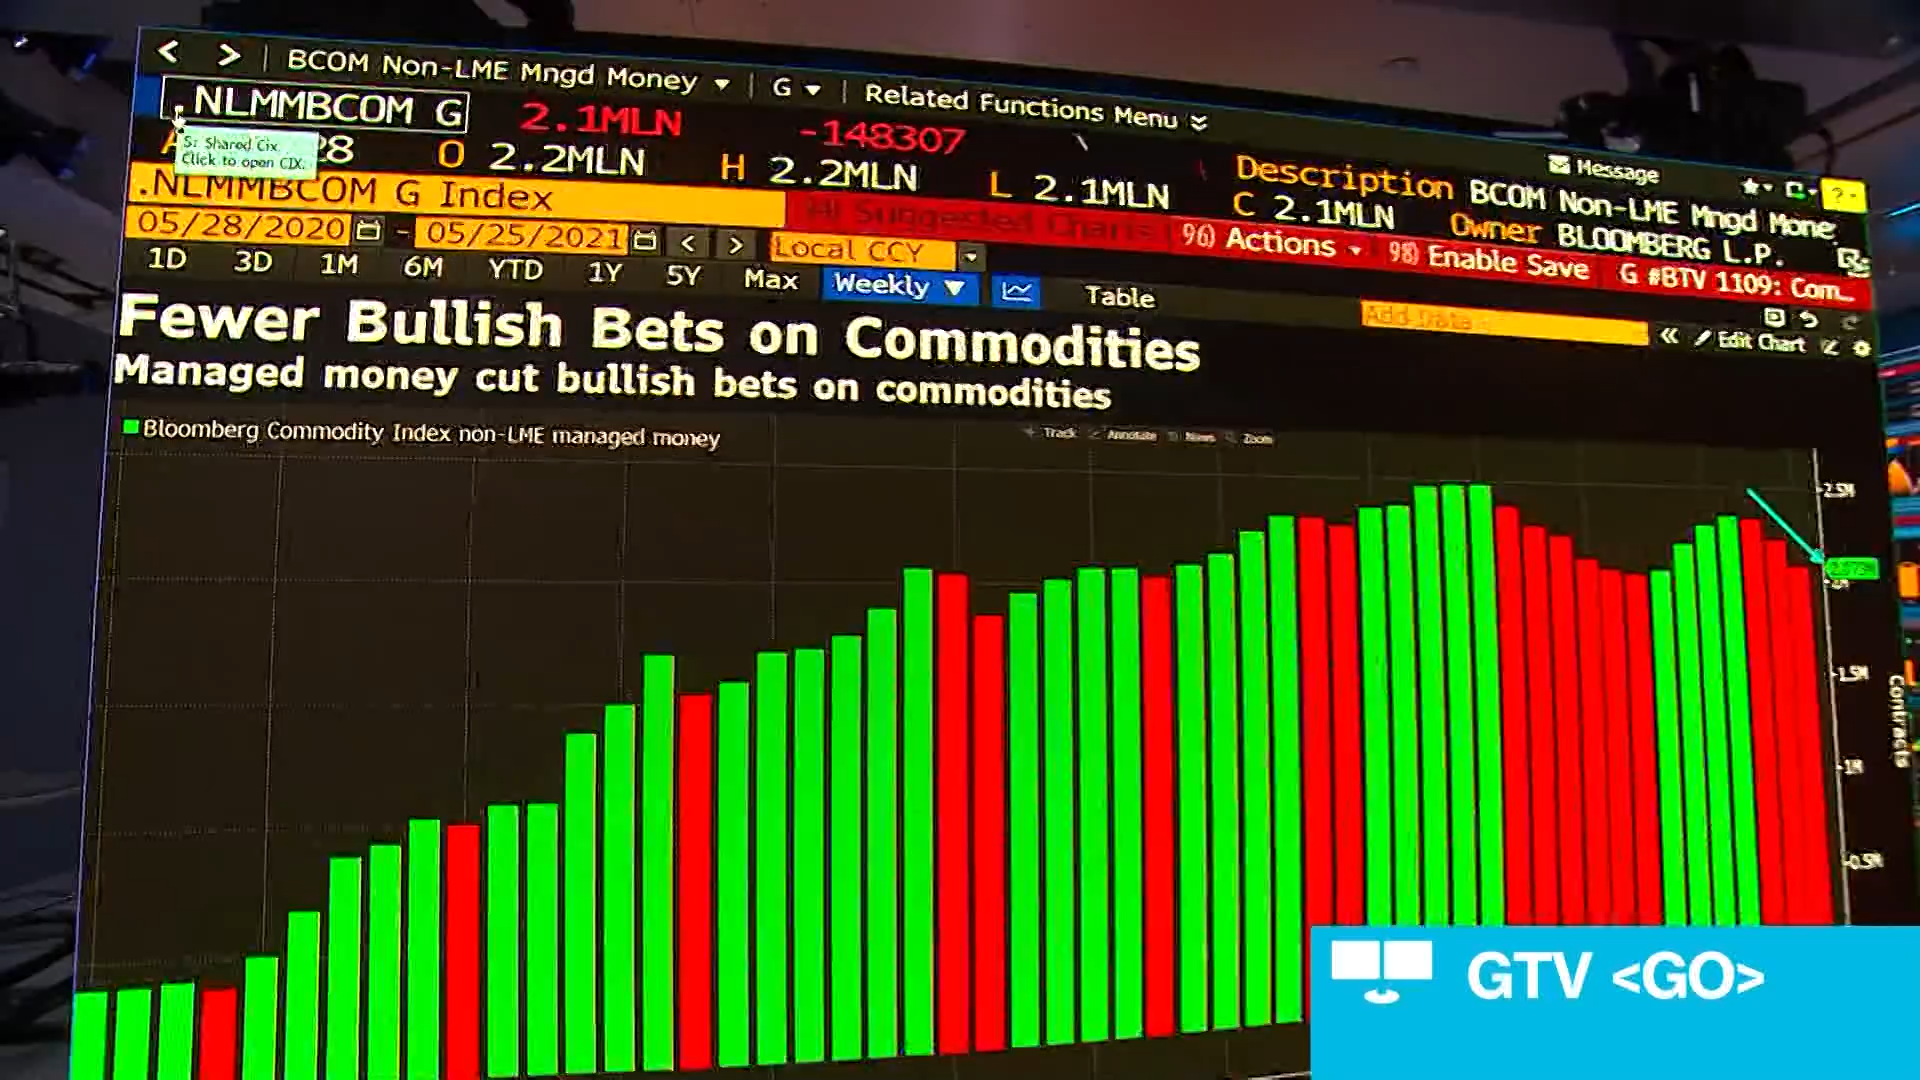 < > | BCOM Non-LME Mngd Money | G | Related Functions Menu
.NLMMBCOM G 2.1MLN -148307 Message
S: Shared Cix.
Click to open CIX.
28 O 2.2MLN H 2.2MLN L 2.1MLN C 2.1MLN
Description BCOM Non-LME Mngd Mone
Owner BLOOMBERG L.P.
.NLMMBCOM G Index 94) Suggested Charts 96) Actions 98) Enable Save G #BTV 1109: Com...
05/28/2020 - 05/25/2021 < > Local CCY
1D 3D 1M 6M YTD 1Y 5Y Max Weekly Table Add Data << Edit Chart
Fewer Bullish Bets on Commodities
Managed money cut bullish bets on commodities
Bloomberg Commodity Index non-LME managed money
Track Annotate News Zoom
2.5M
1.5M
1M
0.5M
Contracts
GTV <GO>